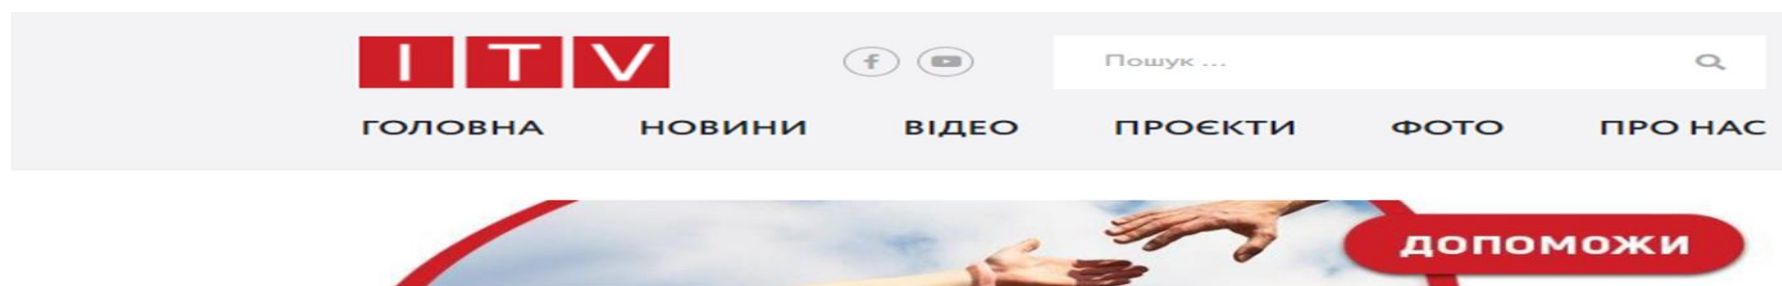 ITV
Пошук ...
ГОЛОВНА НОВИНИ ВІДЕО ПРОЄКТИ ФОТО ПРО НАС
ДОПОМОЖИ